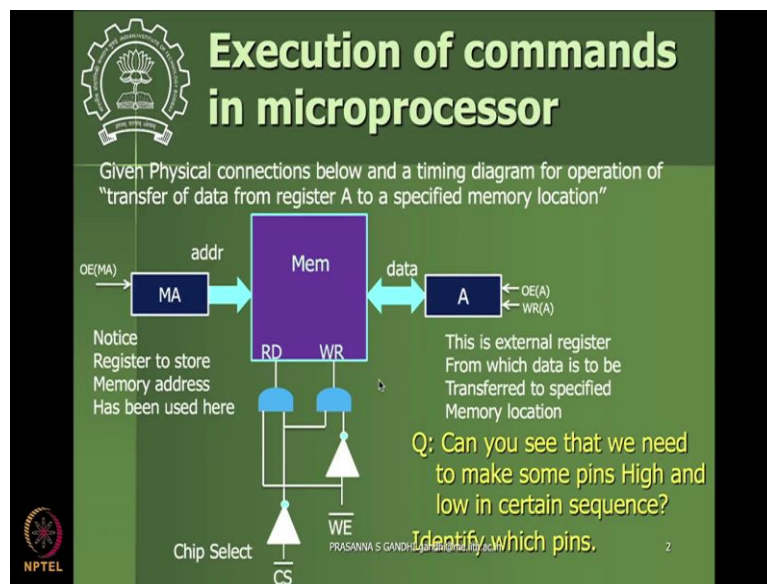 Execution of commands
in microprocessor
Given Physical connections below and a timing diagram for operation of
“transfer of data from register A to a specified memory location”
addr
Mem
data
OE(MA)
MA
A
OE(A)
WR(A)
Notice
Register to store
Memory address
Has been used here
RD WR
This is external register
From which data is to be
Transferred to specified
Memory location
Q: Can you see that we need
to make some pins High and
low in certain sequence?
Identify which pins.
WE
Chip Select
CS
PRASANNA S GANDHI
2
NPTEL